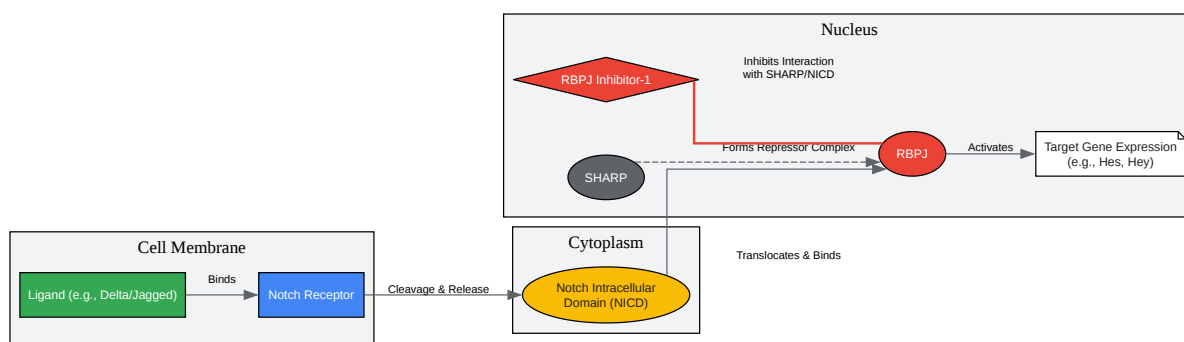 Nucleus
RBPJ Inhibitor-1
Inhibits Interaction
with SHARP/NICD
Forms Repressor Complex
SHARP
RBPJ
Activates
Target Gene Expression
(e.g., Hes, Hey)
Cell Membrane
Ligand (e.g., Delta/Jagged)
Binds
Notch Receptor
Cleavage & Release
Cytoplasm
Notch Intracellular
Domain (NICD)
Translocates & Binds